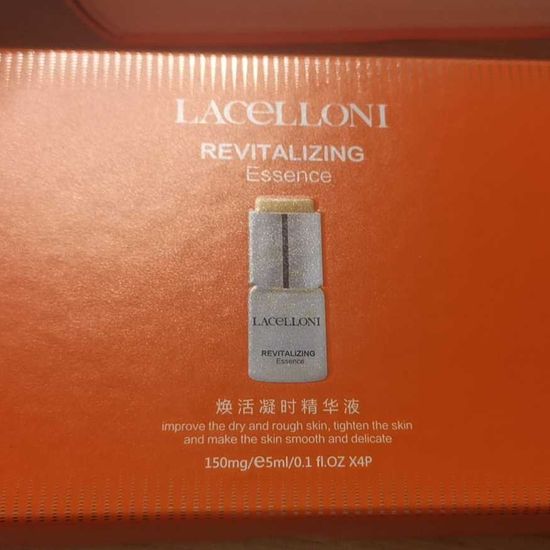 LACeLLONI
REVITALIZING
Essence
LACeLLONI
REVITALIZING
Essence
焕活凝时精华液
improve the dry and rough skin, tighten the skin
and make the skin smooth and delicate
150mg/℮5ml/0.1 fl.OZ X4P